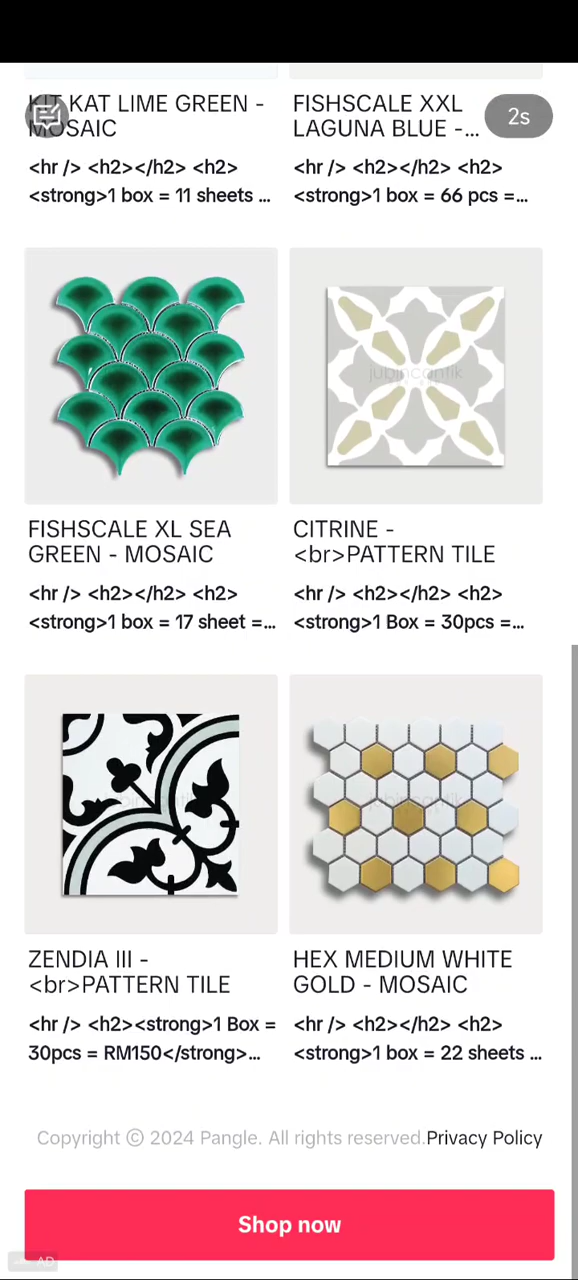 KIT KAT LIME GREEN -
MOSAIC
<hr /> <h2></h2> <h2>
<strong>1 box = 11 sheets ...
FISHSCALE XXL
LAGUNA BLUE -...
<hr /> <h2></h2> <h2>
<strong>1 box = 66 pcs =...
2s
jubincantik
FISHSCALE XL SEA
GREEN - MOSAIC
<hr /> <h2></h2> <h2>
<strong>1 box = 17 sheet =...
CITRINE -
<br>PATTERN TILE
<hr /> <h2></h2> <h2>
<strong>1 Box = 30pcs =...
jubincantik
ZENDIA III -
<br>PATTERN TILE
<hr /> <h2><strong>1 Box =
30pcs = RM150</strong>...
HEX MEDIUM WHITE
GOLD - MOSAIC
<hr /> <h2></h2> <h2>
<strong>1 box = 22 sheets ...
Copyright © 2024 Pangle. All rights reserved.Privacy Policy
Shop now
AD